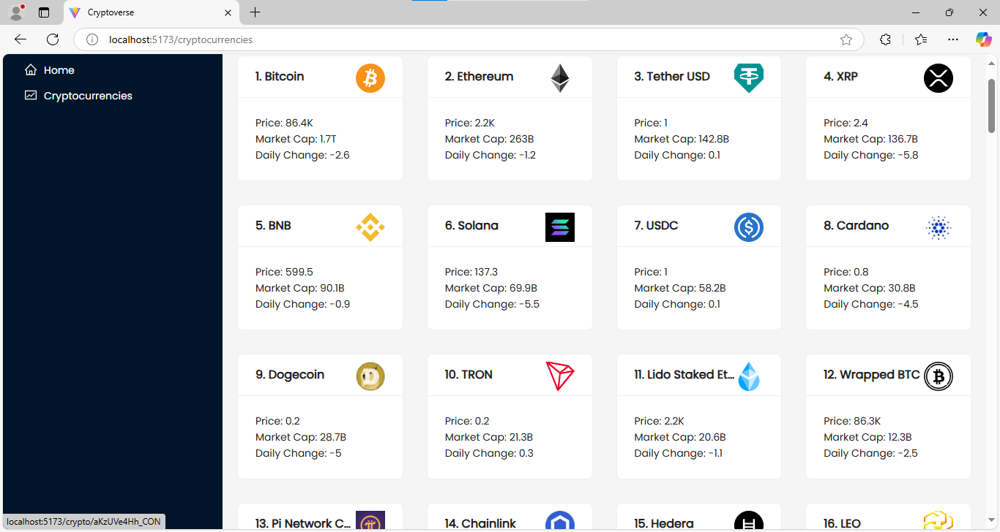 Cryptoverse
localhost:5173/cryptocurrencies
Home
Cryptocurrencies
1. Bitcoin
Price: 86.4K
Market Cap: 1.7T
Daily Change: -2.6
2. Ethereum
Price: 2.2K
Market Cap: 263B
Daily Change: -1.2
3. Tether USD
Price: 1
Market Cap: 142.8B
Daily Change: 0.1
4. XRP
Price: 2.4
Market Cap: 136.7B
Daily Change: -5.8
5. BNB
Price: 599.5
Market Cap: 90.1B
Daily Change: -0.9
6. Solana
Price: 137.3
Market Cap: 69.9B
Daily Change: -5.5
7. USDC
Price: 1
Market Cap: 58.2B
Daily Change: 0.1
8. Cardano
Price: 0.8
Market Cap: 30.8B
Daily Change: -4.5
9. Dogecoin
Price: 0.2
Market Cap: 28.7B
Daily Change: -5
10. TRON
Price: 0.2
Market Cap: 21.3B
Daily Change: 0.3
11. Lido Staked Et...
Price: 2.2K
Market Cap: 20.6B
Daily Change: -1.1
12. Wrapped BTC
Price: 86.3K
Market Cap: 12.3B
Daily Change: -2.5
13. Pi Network C...
14. Chainlink
15. Hedera
16. LEO
localhost:5173/crypto/aKzUVe4Hh_CON